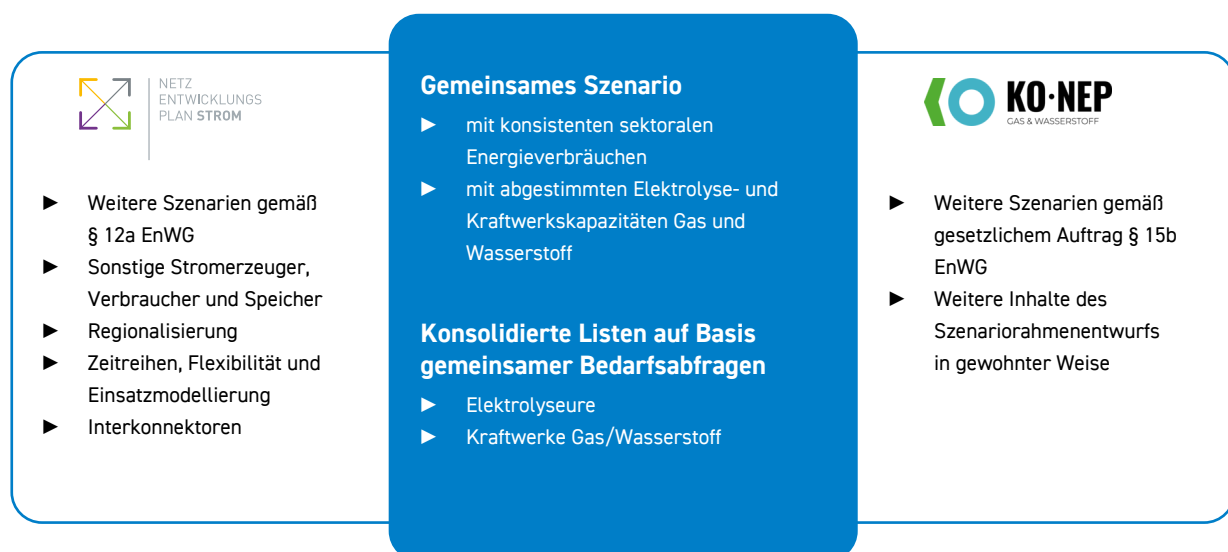 NETZ
ENTWICKLUNGS
PLAN STROM
► Weitere Szenarien gemäß
§ 12a EnWG
► Sonstige Stromerzeuger,
Verbraucher und Speicher
► Regionalisierung
► Zeitreihen, Flexibilität und
Einsatzmodellierung
► Interkonnektoren
Gemeinsames Szenario
► mit konsistenten sektoralen
Energieverbräuchen
► mit abgestimmten Elektrolyse- und
Kraftwerkskapazitäten Gas und
Wasserstoff
Konsolidierte Listen auf Basis
gemeinsamer Bedarfsabfragen
► Elektrolyseure
► Kraftwerke Gas/Wasserstoff
KO·NEP
GAS & WASSERSTOFF
► Weitere Szenarien gemäß
gesetzlichem Auftrag § 15b
EnWG
► Weitere Inhalte des
Szenariorahmenentwurfs
in gewohnter Weise